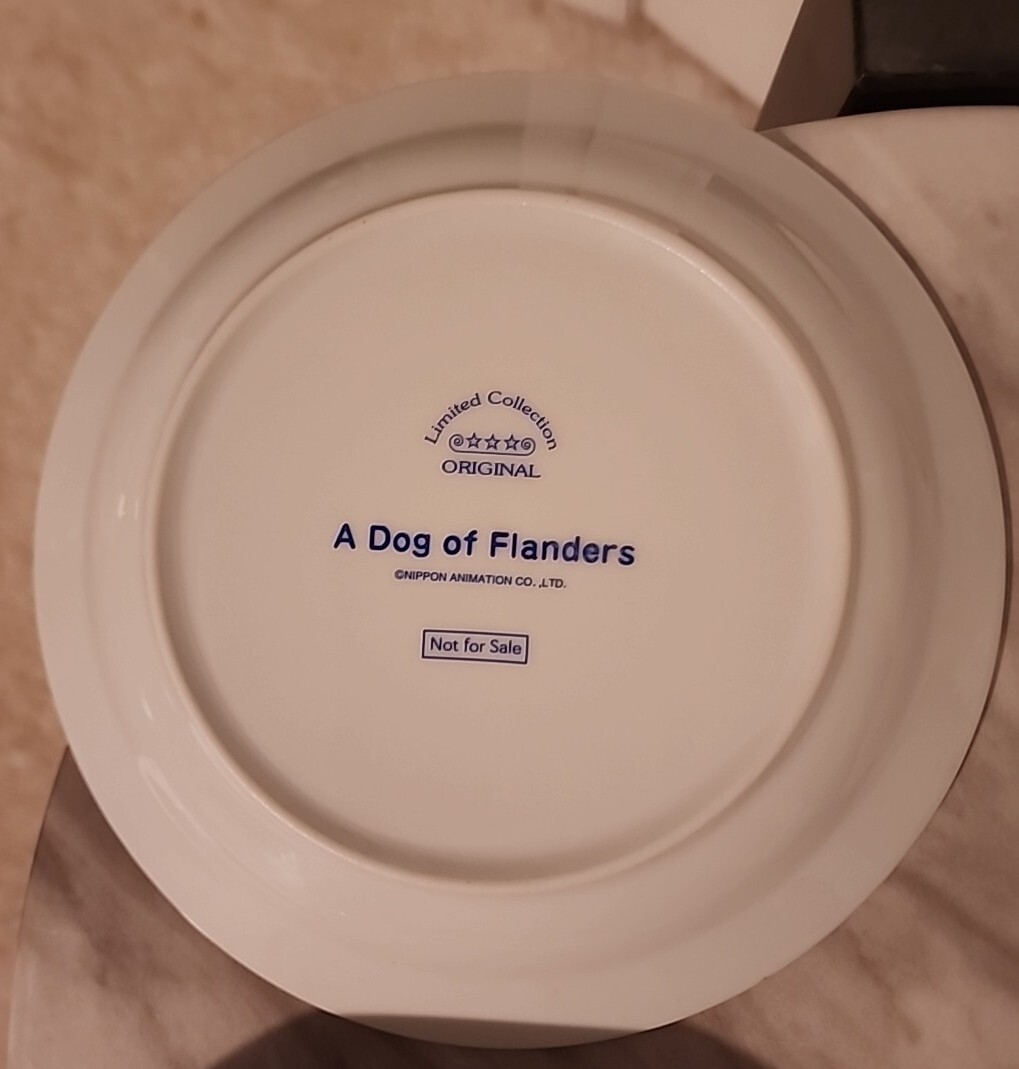 Limited Collection
ORIGINAL
A Dog of Flanders
©NIPPON ANIMATION CO.,LTD.
Not for Sale